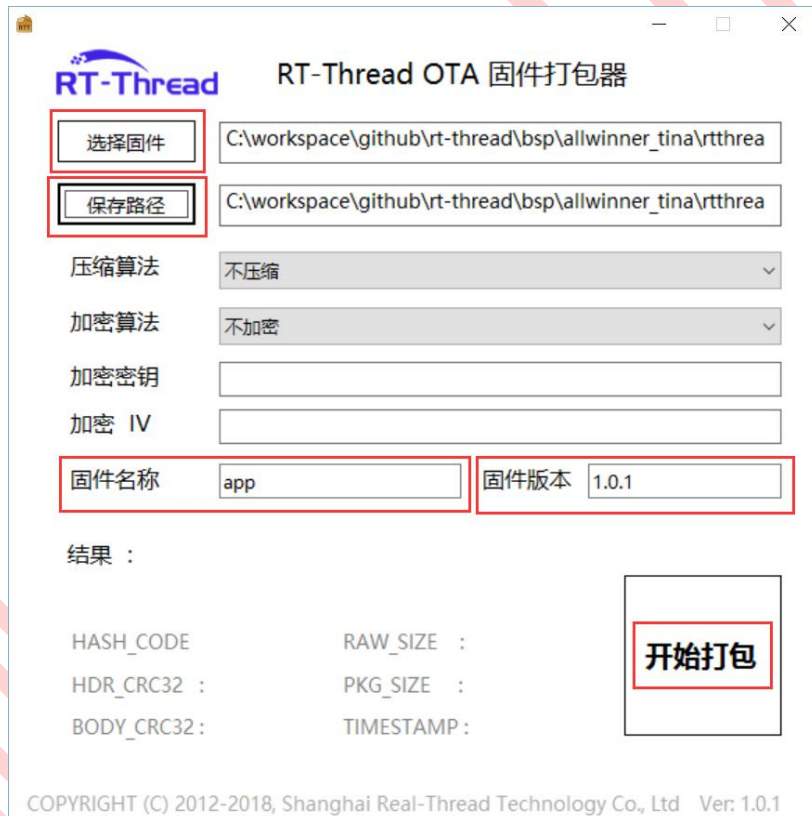 RTT
RT-Thread
RT-Thread OTA 固件打包器
选择固件 C:\workspace\github\rt-thread\bsp\allwinner_tina\rtthrea
保存路径 C:\workspace\github\rt-thread\bsp\allwinner_tina\rtthrea
压缩算法 不压缩
加密算法 不加密
加密密钥
加密 IV
固件名称 app 固件版本 1.0.1
结果 :
HASH_CODE RAW_SIZE :
HDR_CRC32 : PKG_SIZE :
BODY_CRC32 : TIMESTAMP :
开始打包
COPYRIGHT (C) 2012-2018, Shanghai Real-Thread Technology Co., Ltd Ver: 1.0.1